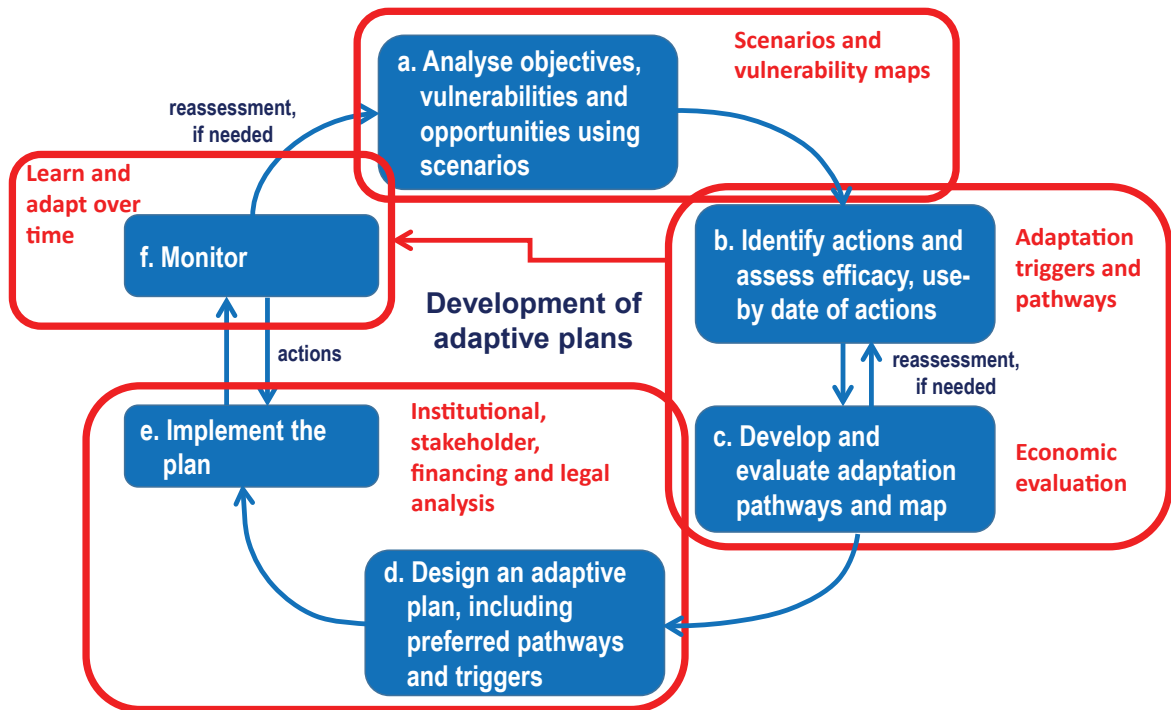 a. Analyse objectives,
vulnerabilities and
opportunities using
scenarios
Scenarios and
vulnerability maps
reassessment,
if needed
Learn and
adapt over
time
f. Monitor
b. Identify actions and
assess efficacy, use-
by date of actions
Adaptation
triggers and
pathways
Development of
adaptive plans
actions
reassessment,
if needed
e. Implement the
plan
Institutional,
stakeholder,
financing and legal
analysis
c. Develop and
evaluate adaptation
pathways and map
Economic
evaluation
d. Design an adaptive
plan, including
preferred pathways
and triggers